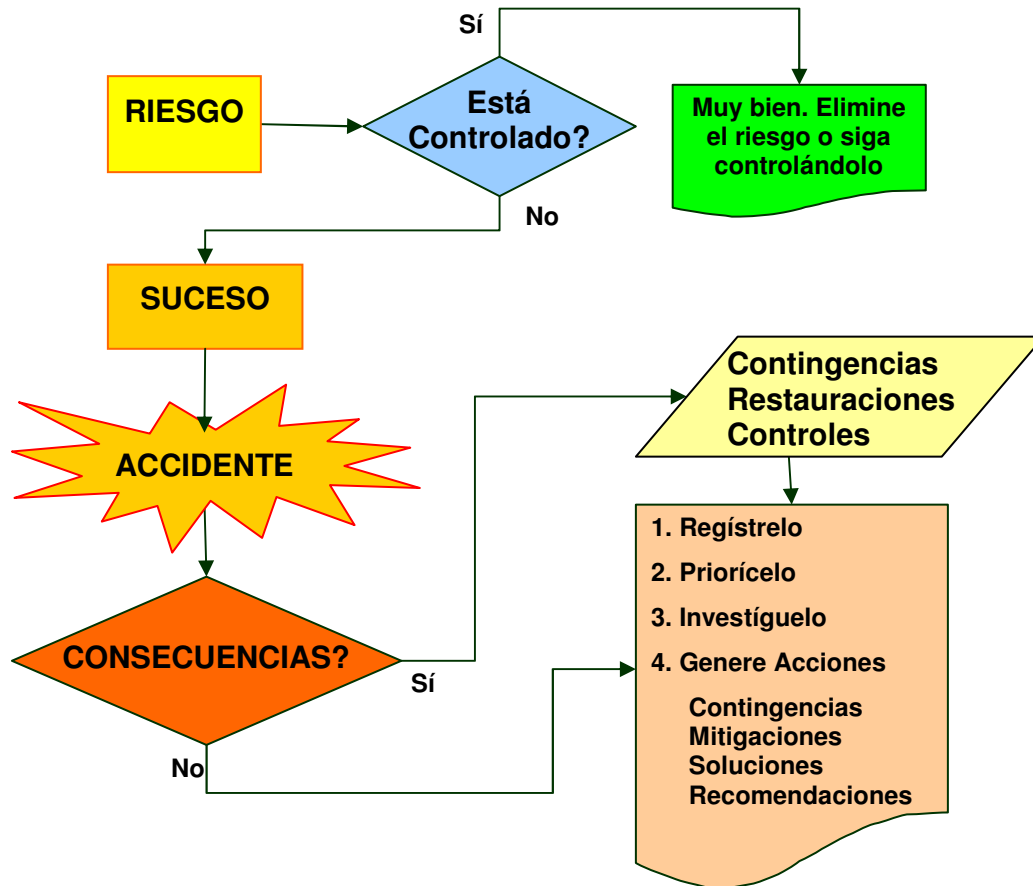 Sí
RIESGO
Está
Controlado?
Muy bien. Elimine
el riesgo o siga
controlándolo
No
SUCESO
Contingencias
Restauraciones
Controles
ACCIDENTE
1. Regístrelo
2. Priorícelo
3. Investíguelo
4. Genere Acciones
Contingencias
Mitigaciones
Soluciones
Recomendaciones
CONSECUENCIAS?
Sí
No